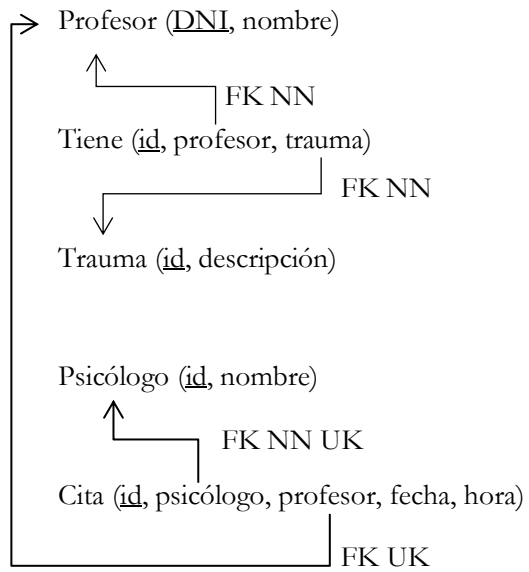 Profesor (DNI, nombre)
FK NN
Tiene (id, profesor, trauma)
FK NN
Trauma (id, descripción)
Psicólogo (id, nombre)
FK NN UK
Cita (id, psicólogo, profesor, fecha, hora)
FK UK